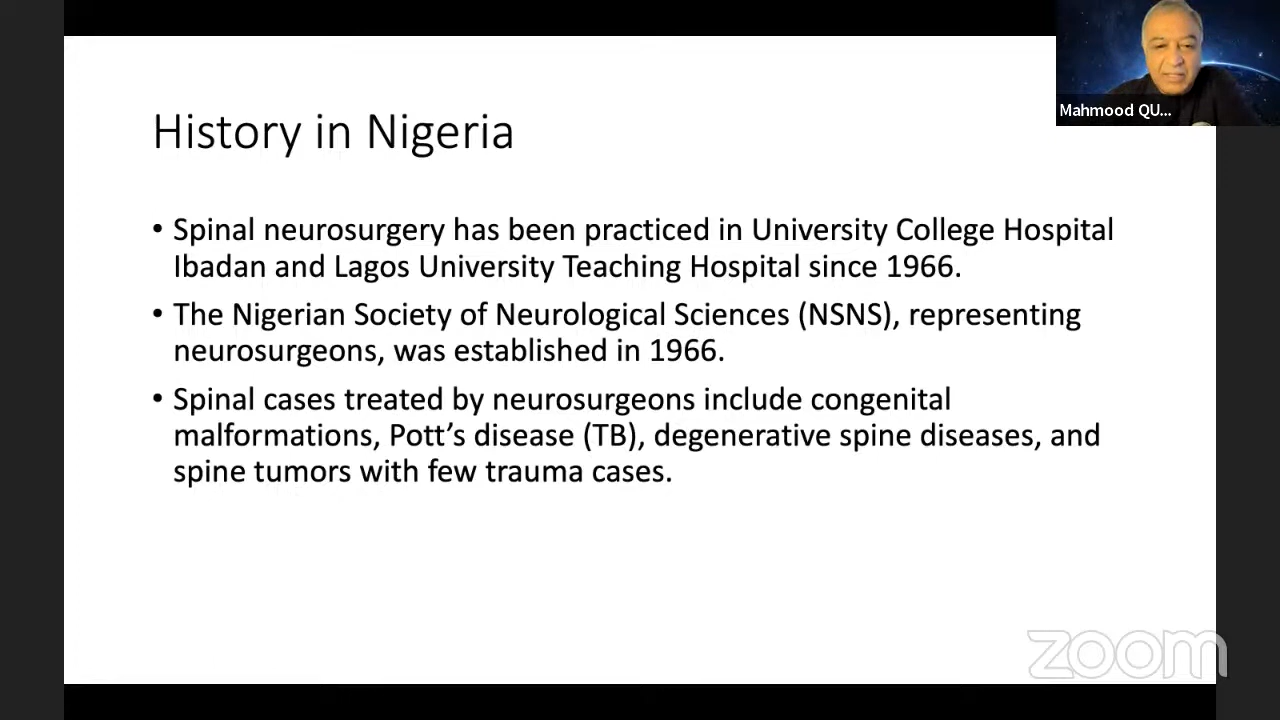 Mahmood QU...
History in Nigeria
• Spinal neurosurgery has been practiced in University College Hospital
Ibadan and Lagos University Teaching Hospital since 1966.
• The Nigerian Society of Neurological Sciences (NSNS), representing
neurosurgeons, was established in 1966.
• Spinal cases treated by neurosurgeons include congenital
malformations, Pott’s disease (TB), degenerative spine diseases, and
spine tumors with few trauma cases.
zoom